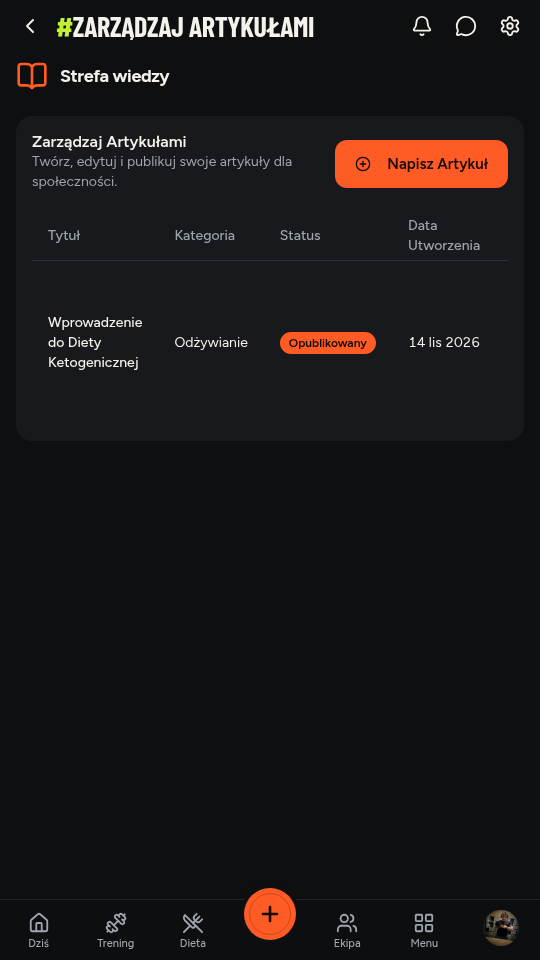 #ZARZĄDZAJ ARTYKUŁAMI
Strefa wiedzy
Zarządzaj Artykułami
Twórz, edytuj i publikuj swoje artykuły dla
społeczności.
Napisz Artykuł
Tytuł
Kategoria
Status
Data
Utworzenia
Wprowadzenie
do Diety
Ketogenicznej
Odżywianie
Opublikowany
14 lis 2026
Dziś
Trening
Dieta
Ekipa
Menu